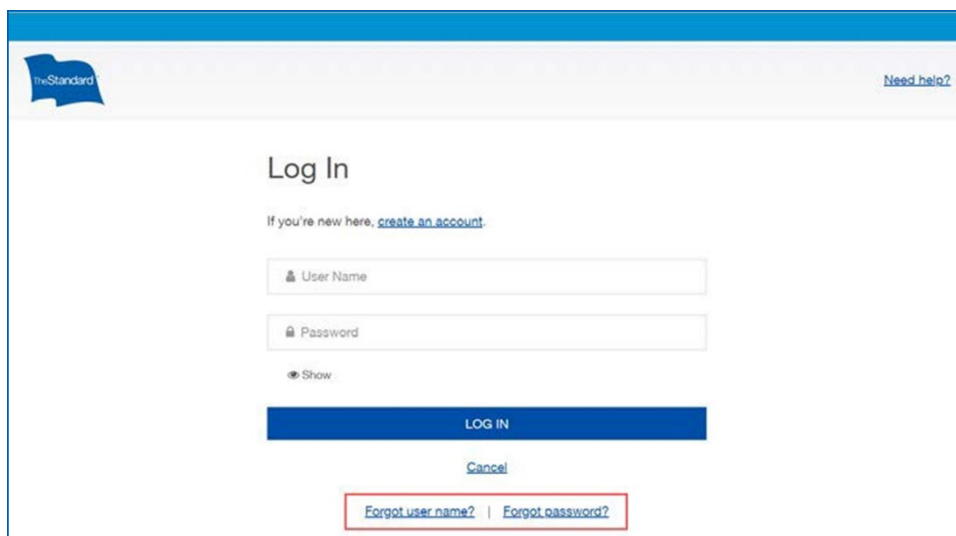 TheStandard
Need help?
Log In
If you're new here, create an account.
User Name
Password
Show
LOG IN
Cancel
Forgot user name? | Forgot password?